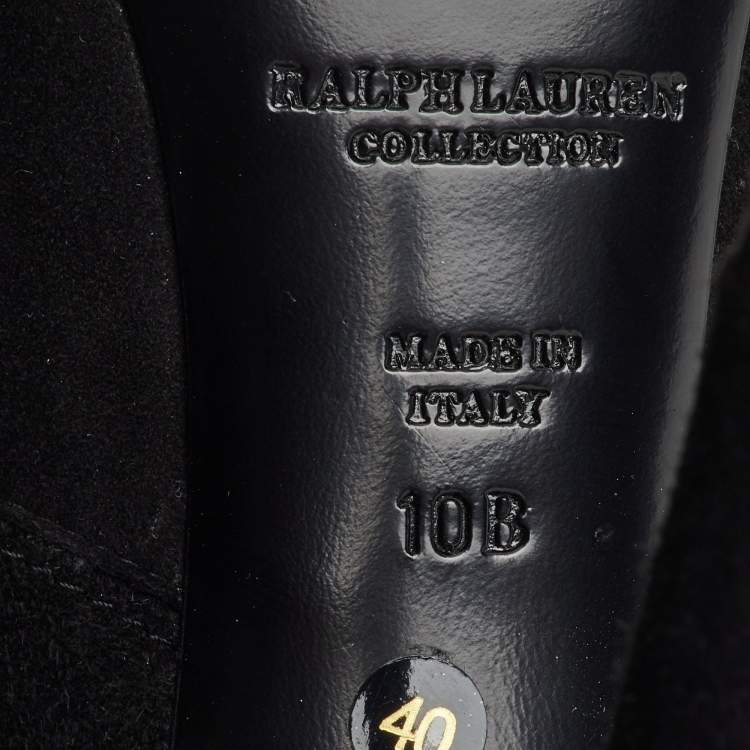 RALPH LAUREN
COLLECTION
MADE IN
ITALY
10B
40